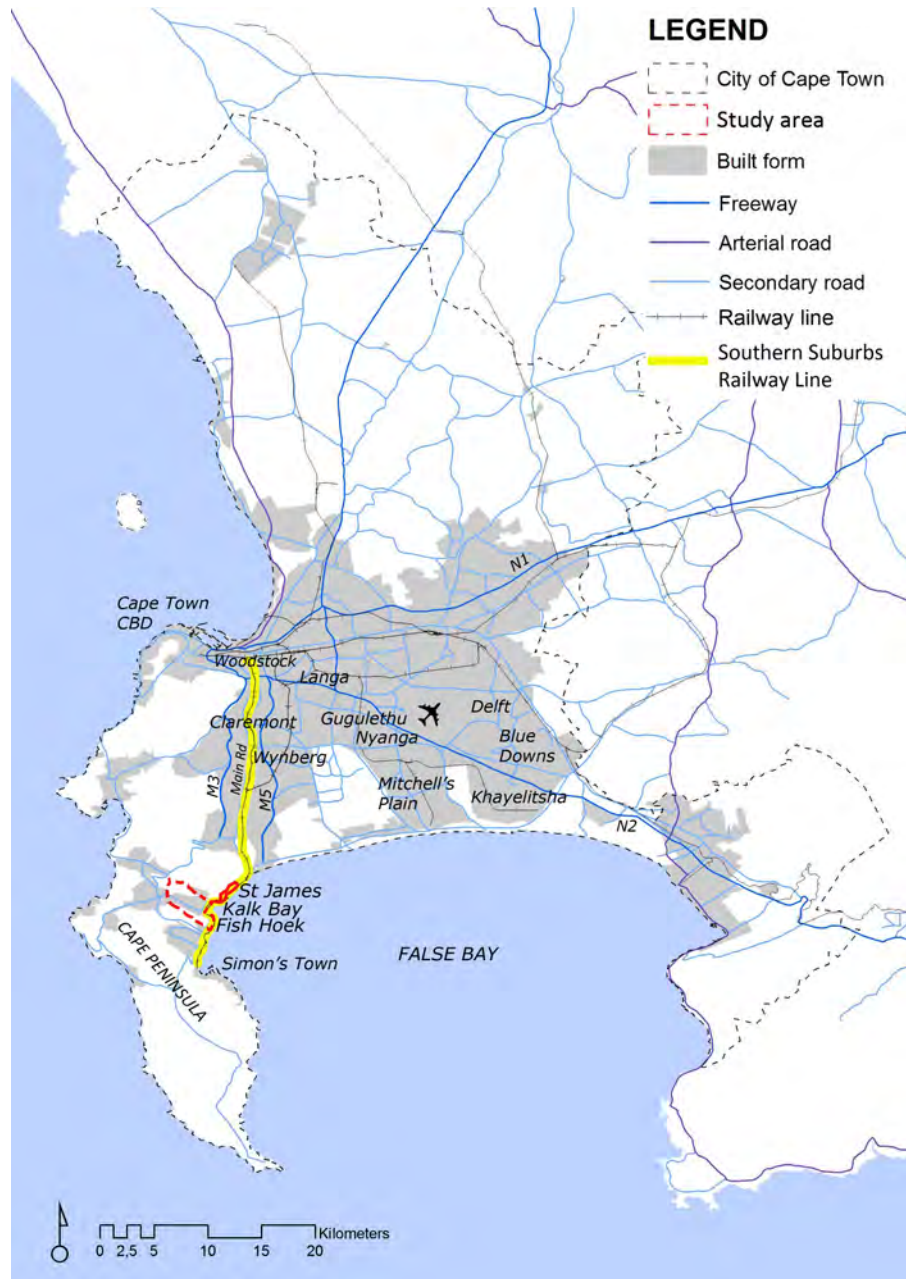 LEGEND
City of Cape Town
Study area
Built form
Freeway
Arterial road
Secondary road
Railway line
Southern Suburbs
Railway Line
N1
Cape Town
CBD
Woodstock
Langa
Claremont
Gugulethu
Nyanga
Delft
Blue
Downs
Main Rd
Wynberg
M3
M5
Mitchell's
Plain
Khayelitsha
N2
St James
Kalk Bay
Fish Hoek
Simon's Town
FALSE BAY
CAPE PENINSULA
Kilometers
0 2,5 5 10 15 20